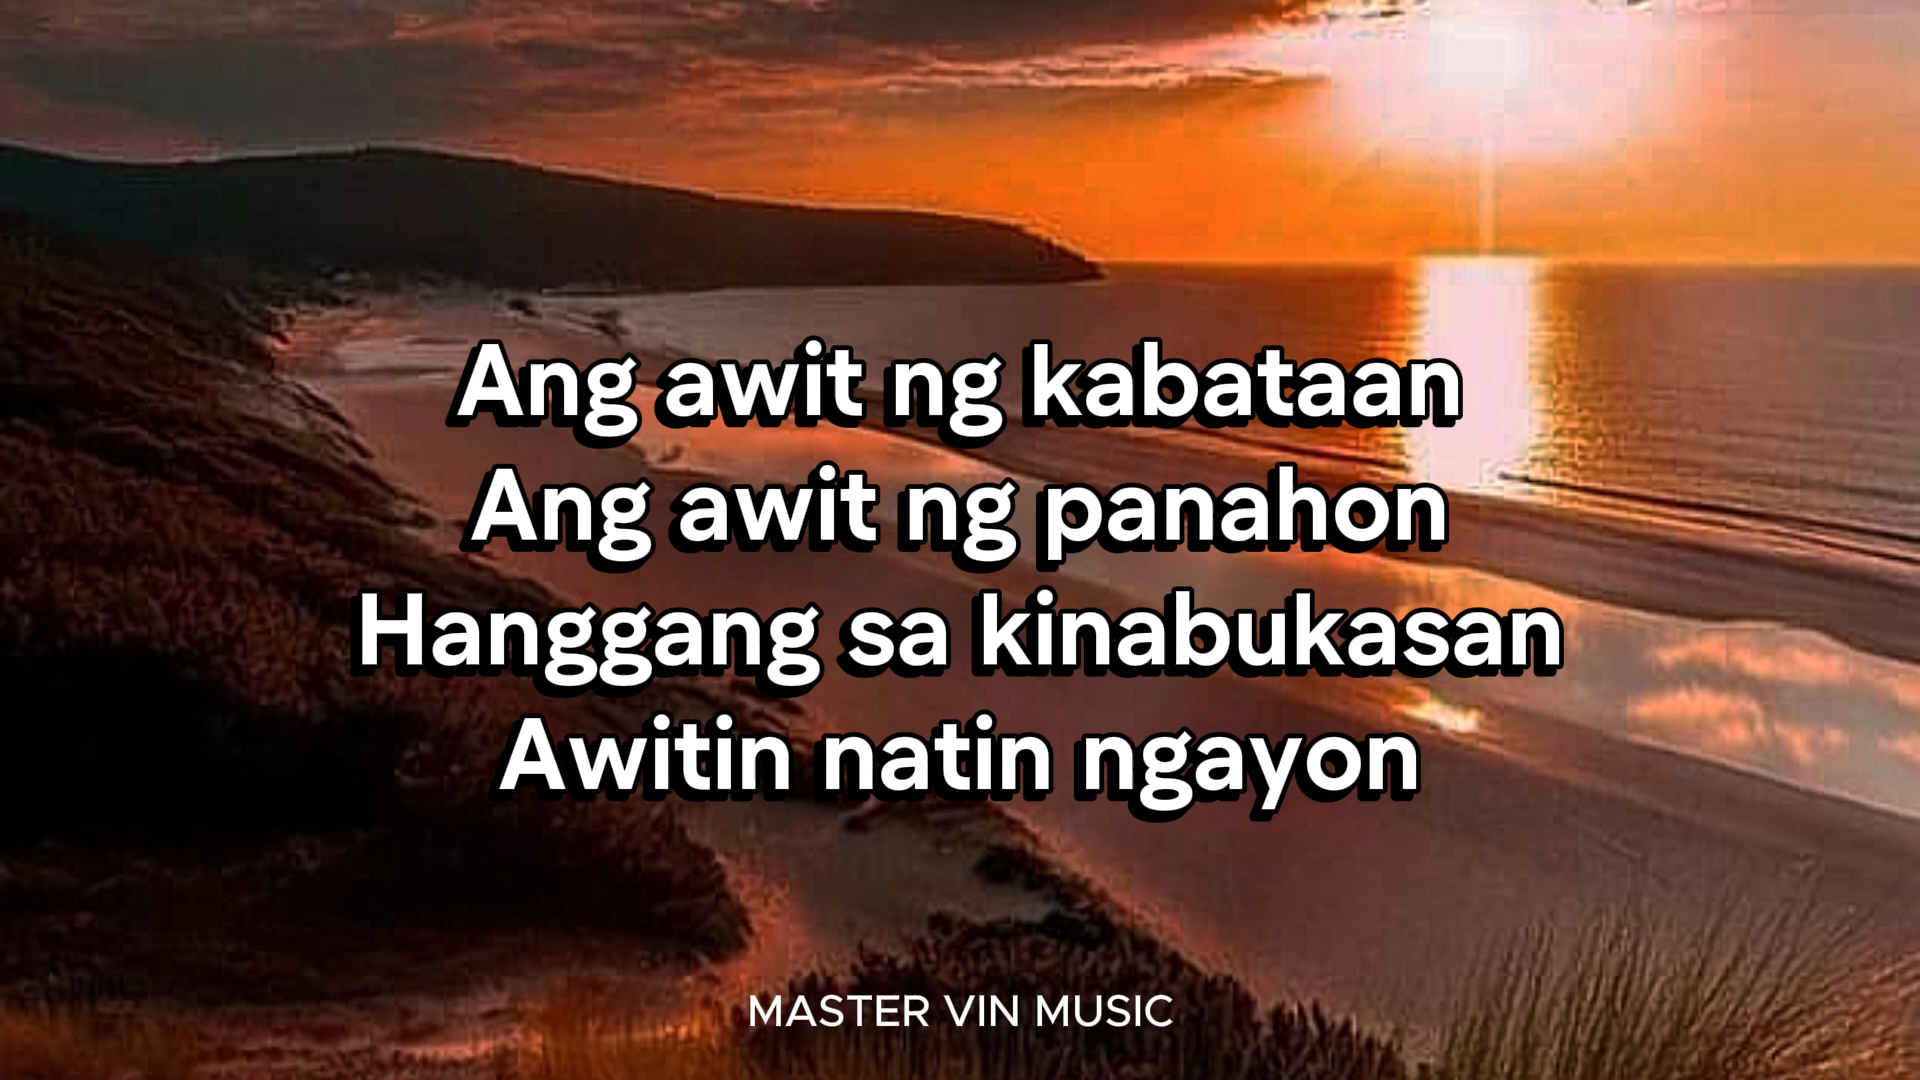 Ang awit ng kabataan
Ang awit ng panahon
Hanggang sa kinabukasan
Awitin natin ngayon
MASTER VIN MUSIC